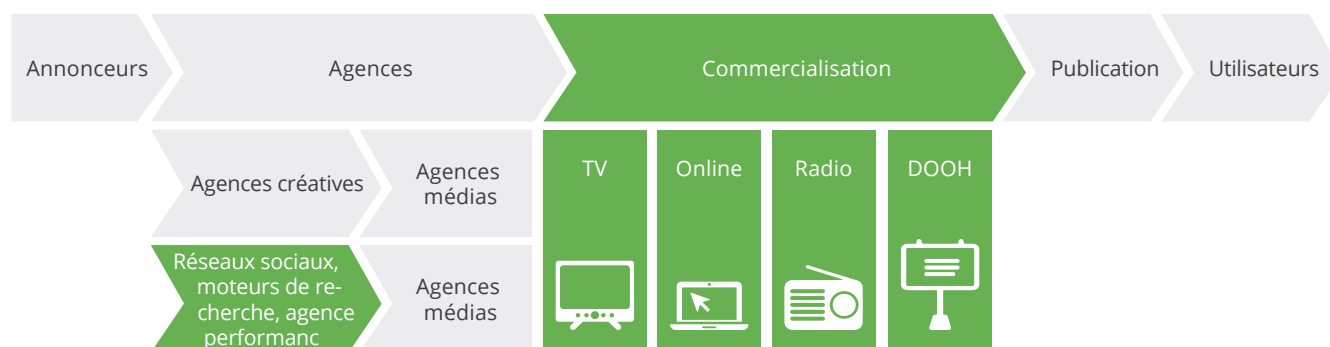 Annonceurs
Agences
Commercialisation
Publication
Utilisateurs
Agences créatives
Agences
médias
TV
Online
Radio
DOOH
Réseaux sociaux,
moteurs de re-
cherche, agence
performanc
Agences
médias